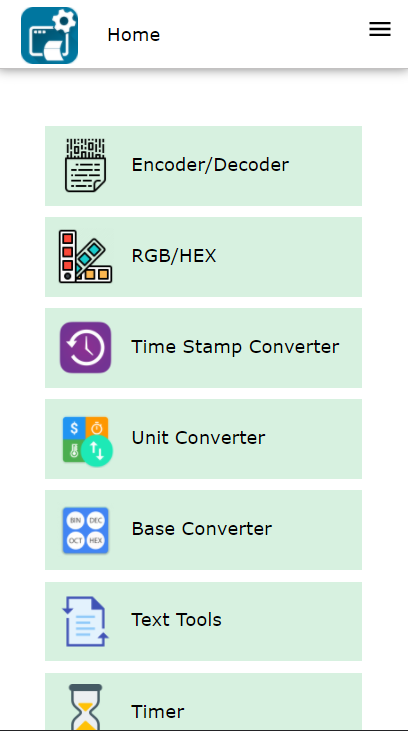 Home
Encoder/Decoder
RGB/HEX
Time Stamp Converter
Unit Converter
BIN DEC
OCT HEX
Base Converter
Text Tools
Timer